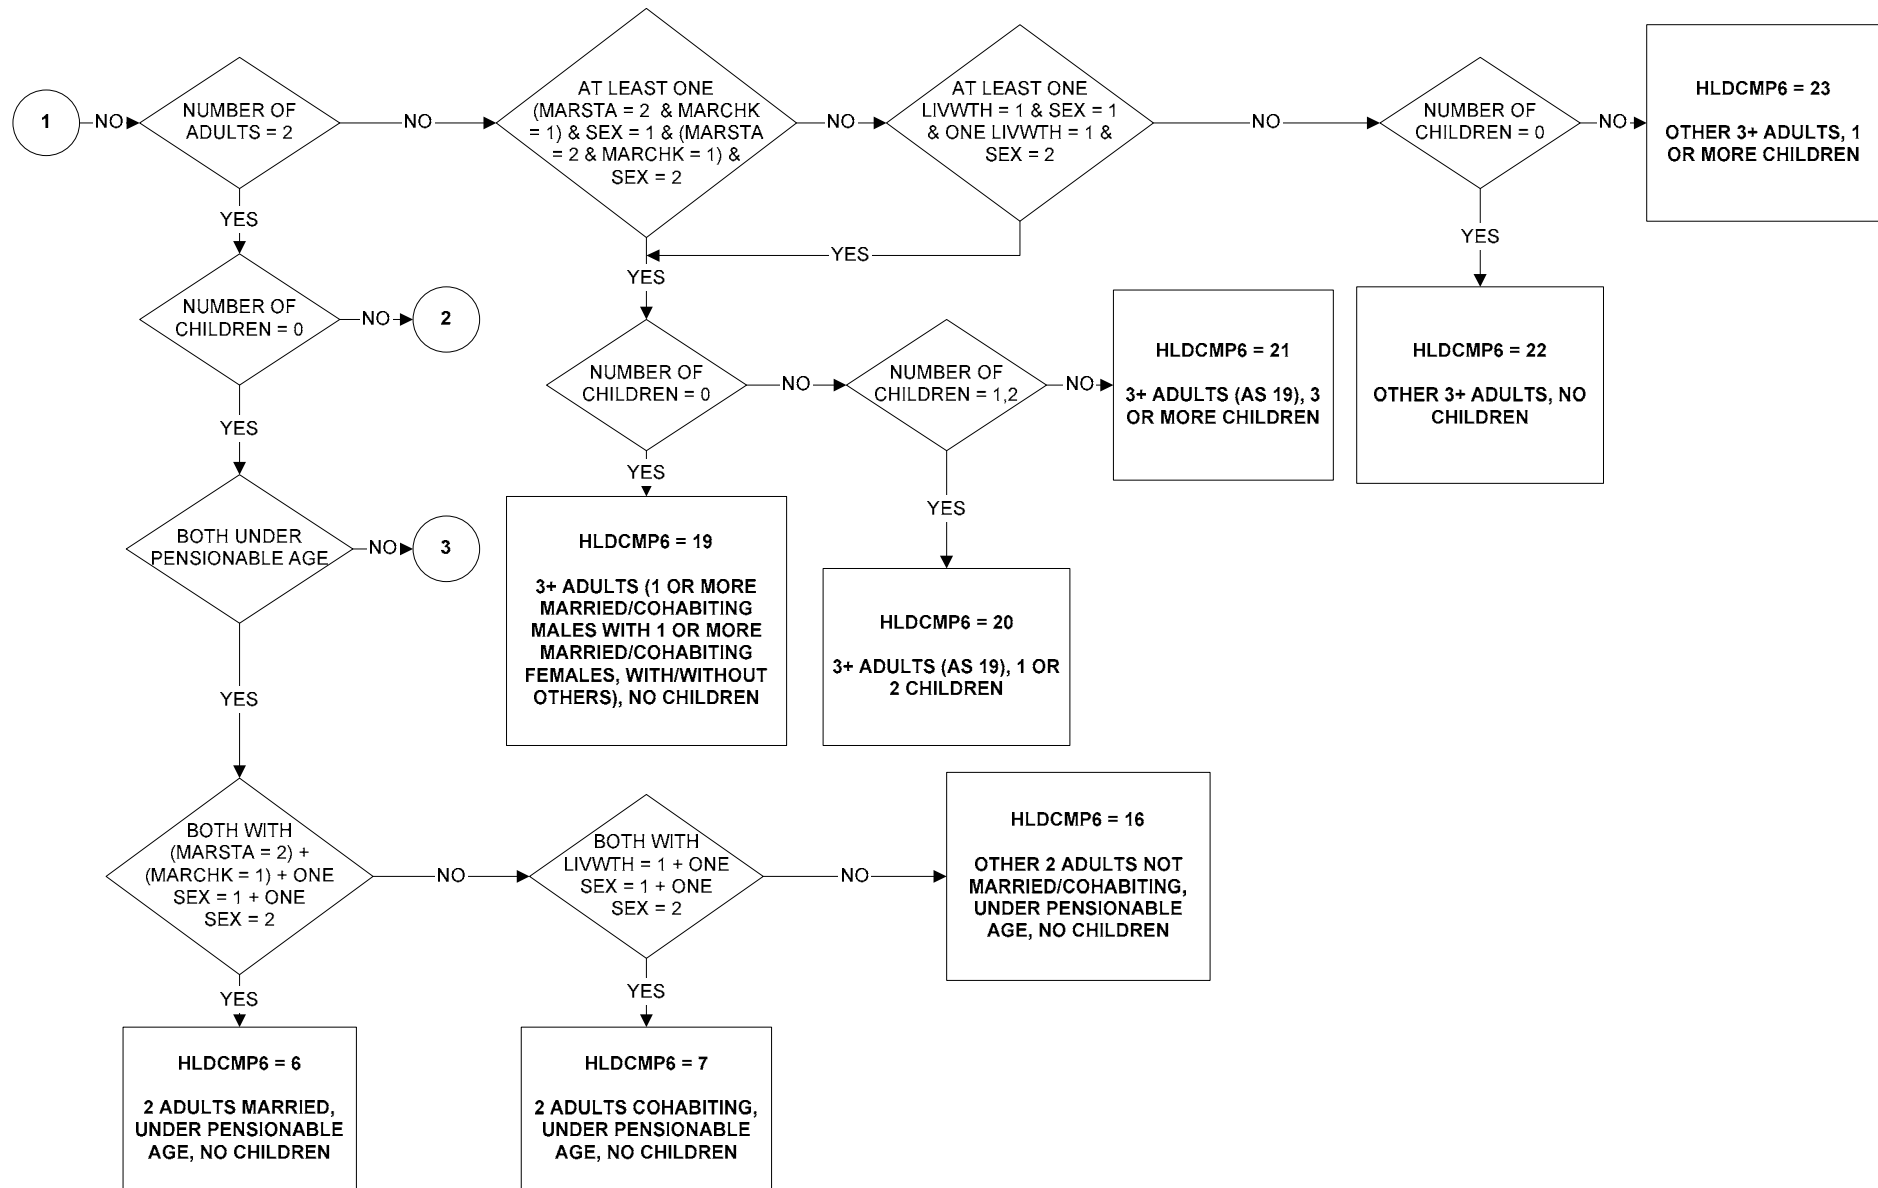 1
NO
NUMBER OF
ADULTS = 2
NO
AT LEAST ONE
(MARSTA = 2 & MARCHK
= 1) & SEX = 1 & (MARSTA
= 2 & MARCHK = 1) &
SEX = 2
NO
AT LEAST ONE
LIVWTH = 1 & SEX = 1
& ONE LIVWTH = 1 &
SEX = 2
NO
NUMBER OF
CHILDREN = 0
NO
HLDCMP6 = 23
OTHER 3+ ADULTS, 1
OR MORE CHILDREN
YES
YES
YES
YES
NUMBER OF
CHILDREN = 0
NO
2
NUMBER OF
CHILDREN = 0
NO
NUMBER OF
CHILDREN = 1,2
NO
HLDCMP6 = 21
3+ ADULTS (AS 19), 3
OR MORE CHILDREN
HLDCMP6 = 22
OTHER 3+ ADULTS, NO
CHILDREN
YES
YES
YES
BOTH UNDER
PENSIONABLE AGE
NO
3
HLDCMP6 = 19
3+ ADULTS (1 OR MORE
MARRIED/COHABITING
MALES WITH 1 OR MORE
MARRIED/COHABITING
FEMALES, WITH/WITHOUT
OTHERS), NO CHILDREN
HLDCMP6 = 20
3+ ADULTS (AS 19), 1 OR
2 CHILDREN
YES
BOTH WITH
(MARSTA = 2) +
(MARCHK = 1) + ONE
SEX = 1 + ONE
SEX = 2
NO
BOTH WITH
LIVWTH = 1 + ONE
SEX = 1 + ONE
SEX = 2
NO
HLDCMP6 = 16
OTHER 2 ADULTS NOT
MARRIED/COHABITING,
UNDER PENSIONABLE
AGE, NO CHILDREN
YES
YES
HLDCMP6 = 6
2 ADULTS MARRIED,
UNDER PENSIONABLE
AGE, NO CHILDREN
HLDCMP6 = 7
2 ADULTS COHABITING,
UNDER PENSIONABLE
AGE, NO CHILDREN